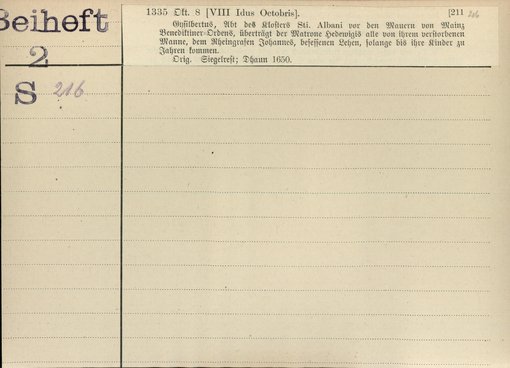 Beiheft
2
S 216
1335 Okt. 8 [VIII Idus Octobris]. [211 216
Gysilbertus, Abt des Klosters Sti. Albani vor den Mauern von Mainz
Benediktiner-Ordens, überträgt der Matrone Hedewigis alle von ihrem verstorbenen
Manne, dem Rheingrafen Johannes, besessenen Lehen, solange bis ihre Kinder zu
Jahren kommen.
Orig. Siegelrest; Dhaun 1650.